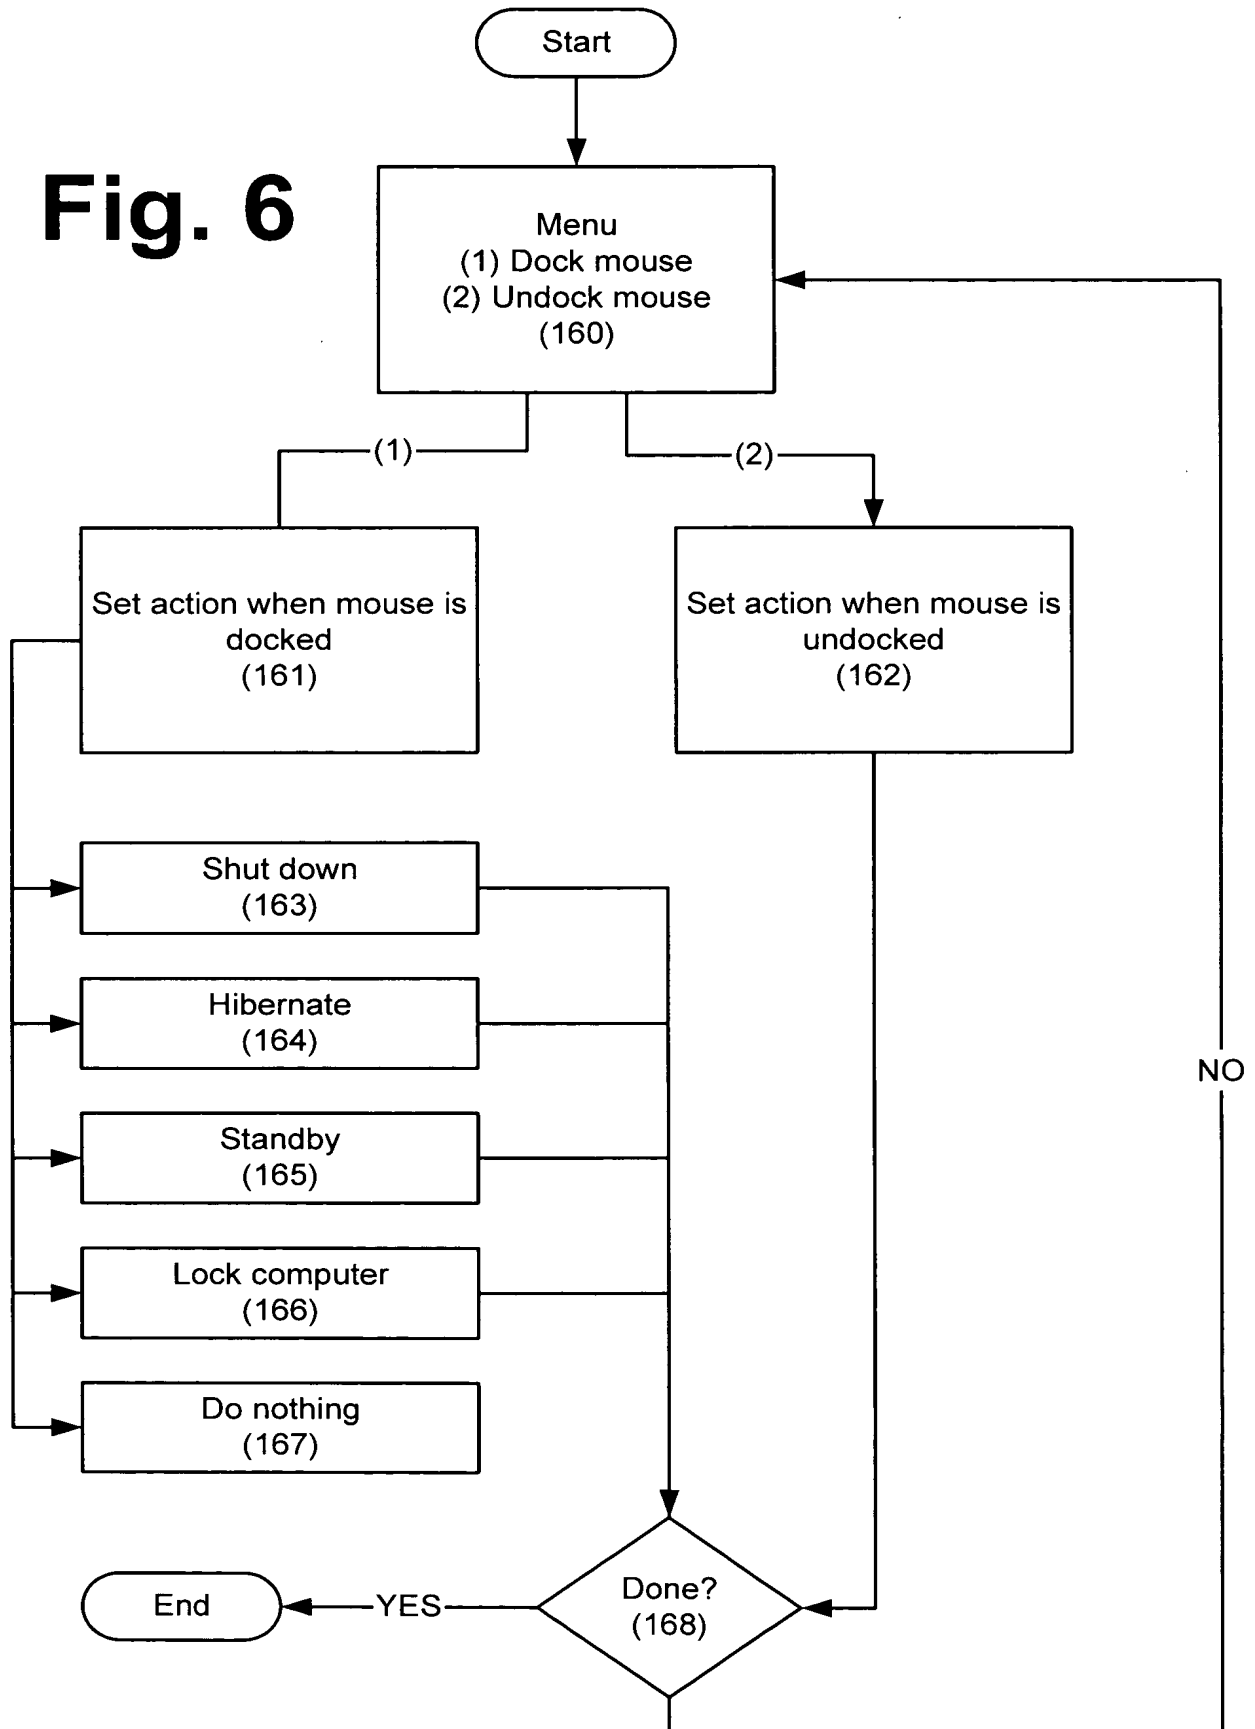 Start
Fig. 6
Menu
(1) Dock mouse
(2) Undock mouse
(160)
(1)
(2)
Set action when mouse is
docked
(161)
Set action when mouse is
undocked
(162)
Shut down
(163)
Hibernate
(164)
NO
Standby
(165)
Lock computer
(166)
Do nothing
(167)
Done?
(168)
YES
End